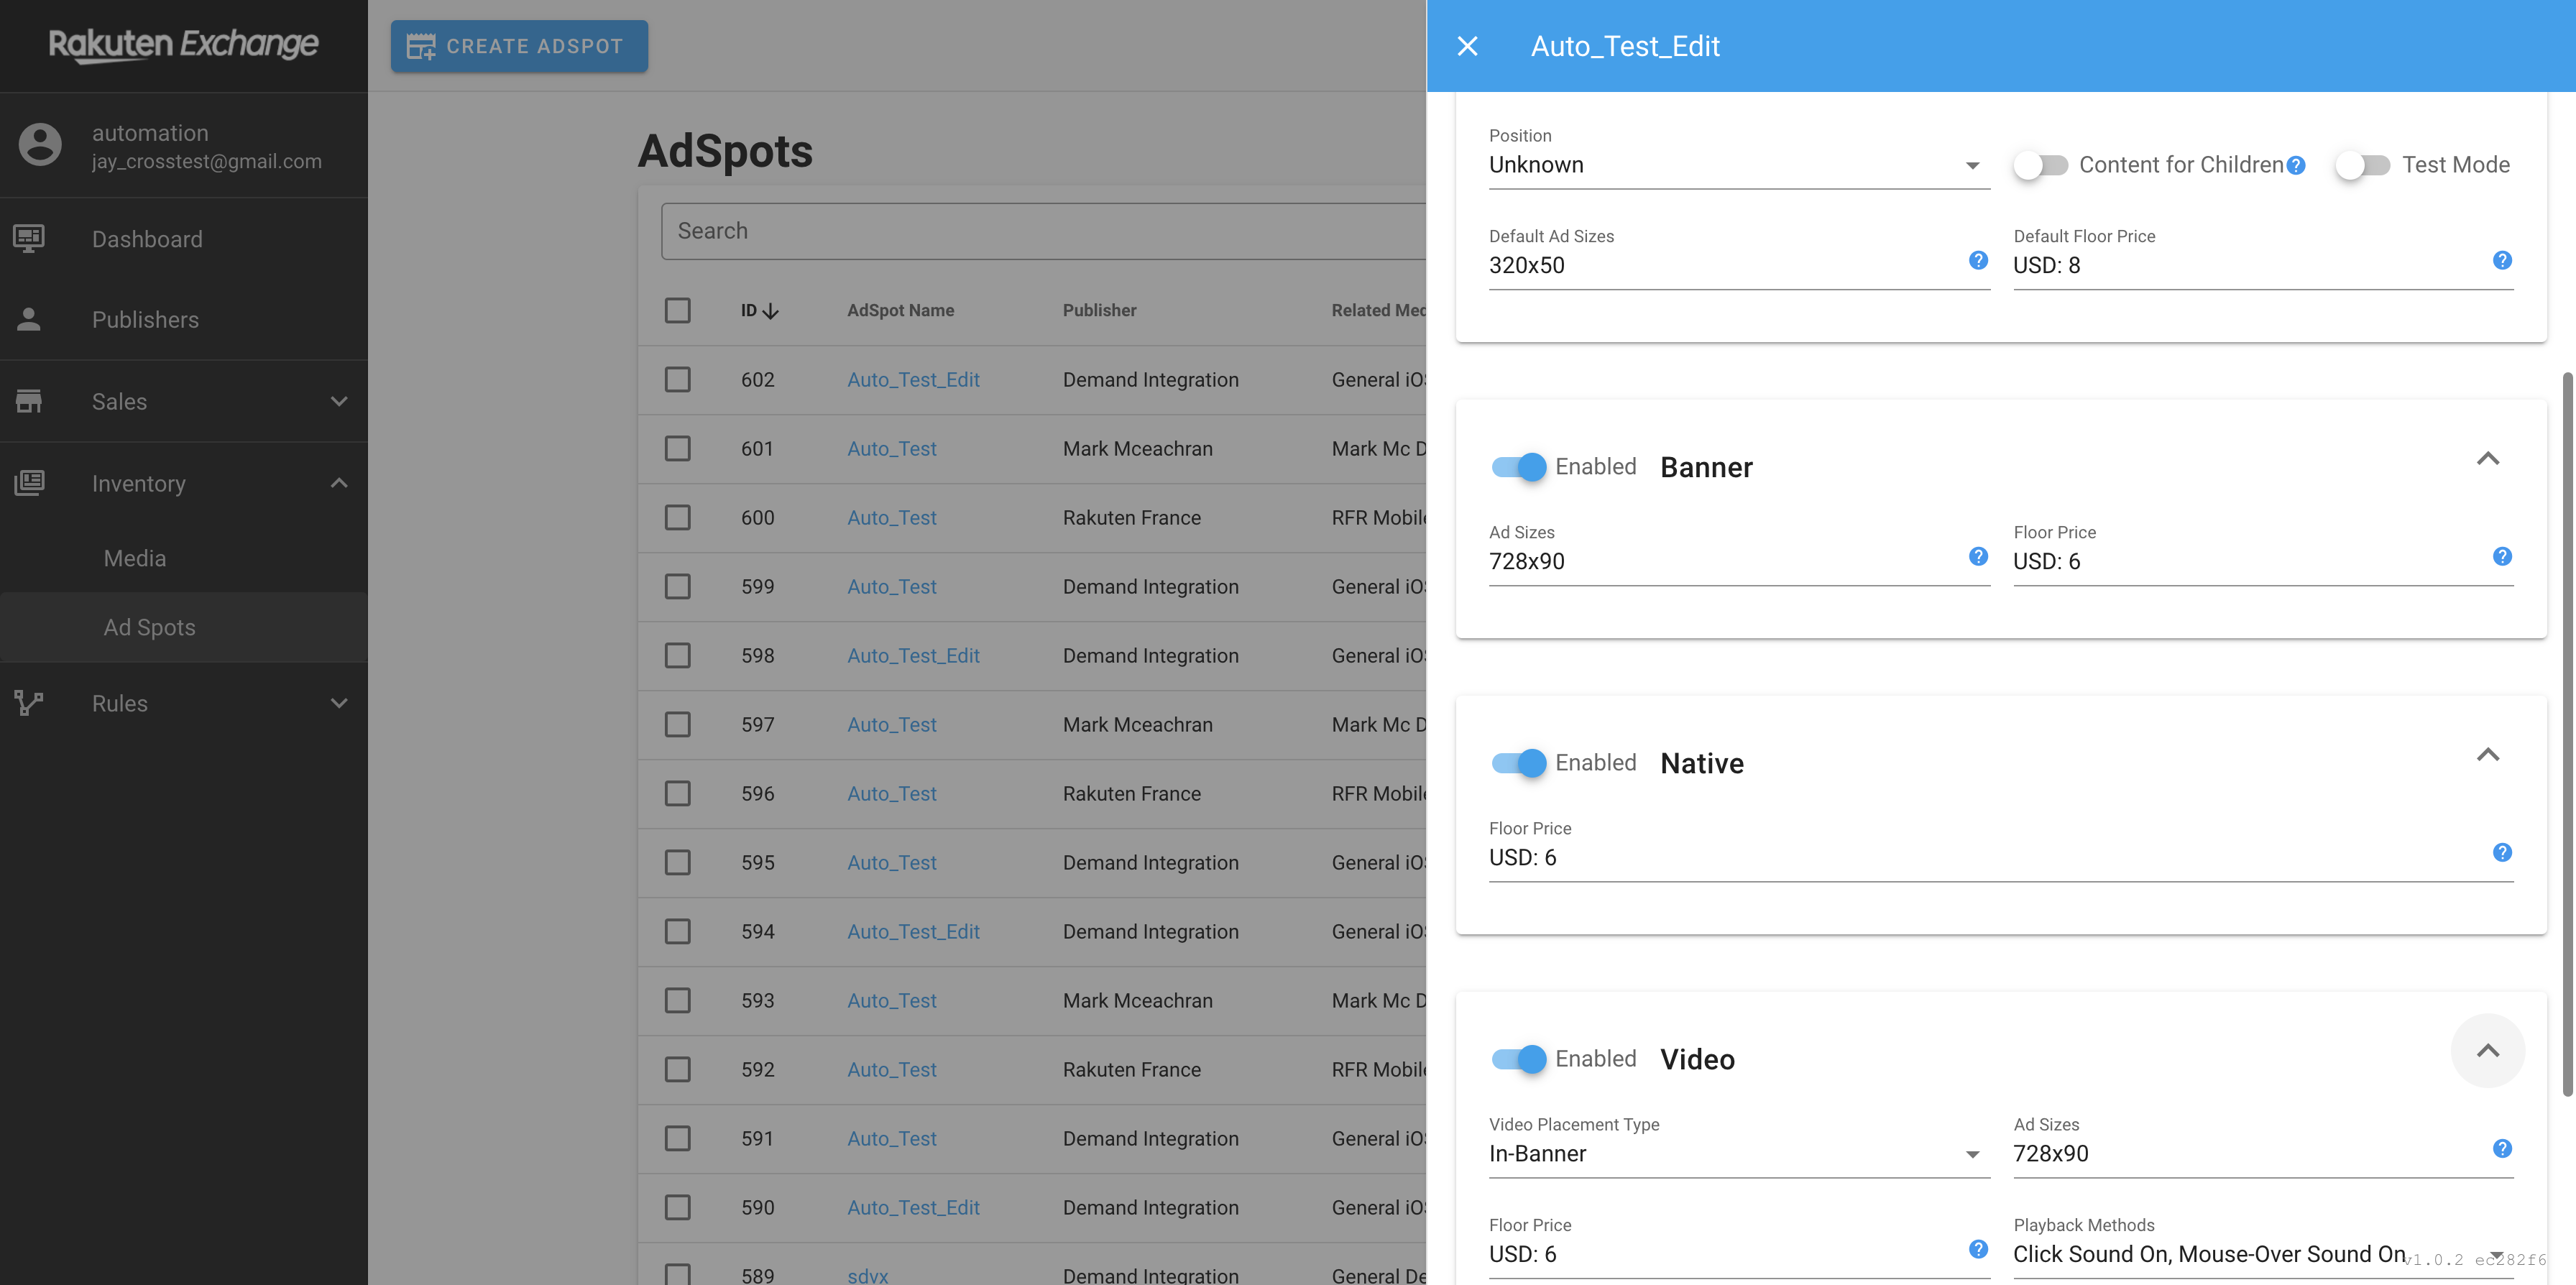 Rakuten Exchange
automation
jay_crosstest@gmail.com
Dashboard
Publishers
Sales
Inventory
Media
Ad Spots
Rules
CREATE ADSPOT
AdSpots
Search
ID AdSpot Name Publisher Related Med
602 Auto_Test_Edit Demand Integration General iO
601 Auto_Test Mark Mceachran Mark Mc D
600 Auto_Test Rakuten France RFR Mobile
599 Auto_Test Demand Integration General iO
598 Auto_Test_Edit Demand Integration General iO
597 Auto_Test Mark Mceachran Mark Mc D
596 Auto_Test Rakuten France RFR Mobile
595 Auto_Test Demand Integration General iO
594 Auto_Test_Edit Demand Integration General iO
593 Auto_Test Mark Mceachran Mark Mc D
592 Auto_Test Rakuten France RFR Mobile
591 Auto_Test Demand Integration General iO
590 Auto_Test_Edit Demand Integration General iO
589 sdvx Demand Integration General De
Auto_Test_Edit
Position
Unknown
Content for Children
Test Mode
Default Ad Sizes
320x50
Default Floor Price
USD: 8
Enabled Banner
Ad Sizes
728x90
Floor Price
USD: 6
Enabled Native
Floor Price
USD: 6
Enabled Video
Video Placement Type
In-Banner
Ad Sizes
728x90
Floor Price
USD: 6
Playback Methods
Click Sound On, Mouse-Over Sound On
v1.0.2 ec282f6